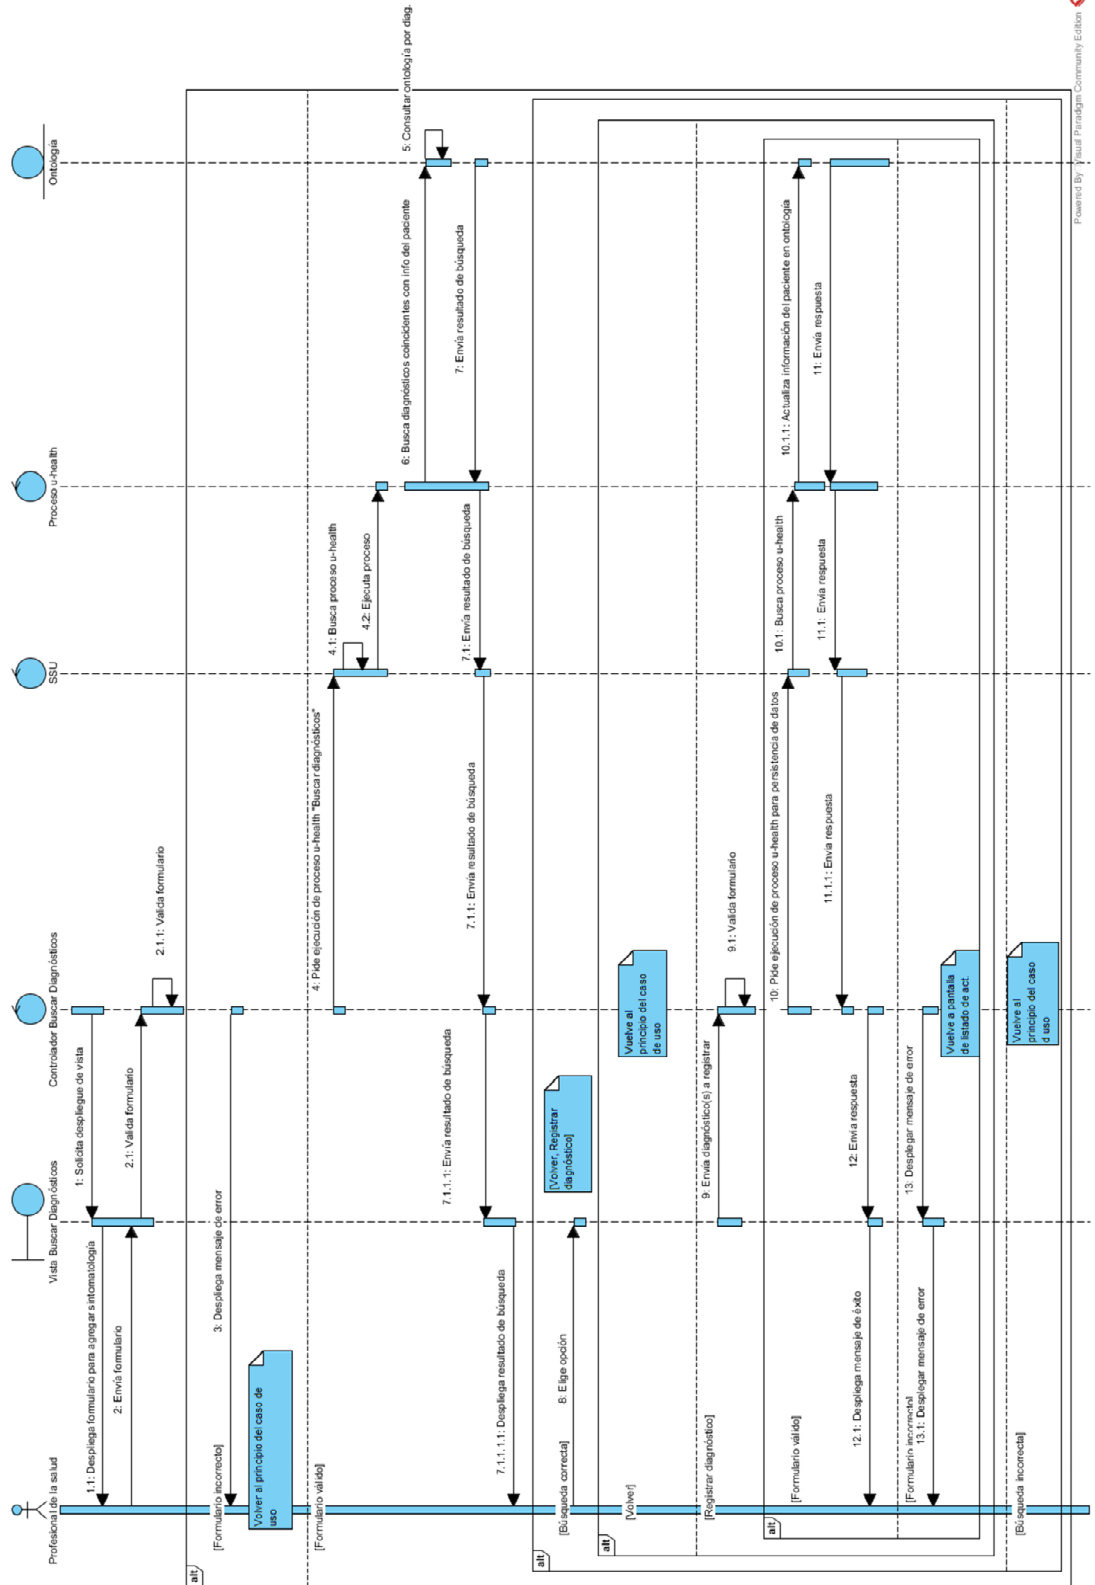 Profesional de la salud
Vista Buscar Diagnósticos
Controlador Buscar Diagnósticos
SSU
Proceso u-health
Ontología
1: Solicita despliegue de vista
1.1: Despliega formulario para agregar sintomatología
2: Envía formulario
2.1: Valida formulario
2.1.1: Valida formulario
alt
[Formulario incorrecto]
3: Despliega mensaje de error
Volver al principio del caso de
uso
[Formulario válido]
4: Pide ejecución de proceso u-health "Buscar diagnósticos"
4.1: Busca proceso u-health
4.2: Ejecuta proceso
5: Consultar ontología por diag.
6: Busca diagnósticos coincidentes con info del paciente
7: Envía resultado de búsqueda
7.1: Envía resultado de búsqueda
7.1.1: Envía resultado de búsqueda
7.1.1.1: Envía resultado de búsqueda
7.1.1.1.1: Despliega resultado de búsqueda
alt
[Búsqueda correcta]
8: Elige opción
[Volver, Registrar
diagnóstico]
alt
[Volver]
Vuelve al
principio del caso
de uso
[Registrar diagnóstico]
9: Envía diagnóstico(s) a registrar
9.1: Valida formulario
alt
[Formulario válido]
10: Pide ejecución de proceso u-health para persistencia de datos
10.1: Busca proceso u-health
10.1.1: Actualiza información del paciente en ontología
11: Envía respuesta
11.1: Envía respuesta
11.1.1: Envía respuesta
12: Envía respuesta
12.1: Despliega mensaje de éxito
[Formulario incorrecto]
13: Desplegar mensaje de error
13.1: Desplegar mensaje de error
Vuelve a pantalla
de listado de act.
[Búsqueda incorrecta]
Vuelve al
principio del caso
d uso
Powered By Visual Paradigm Community Edition